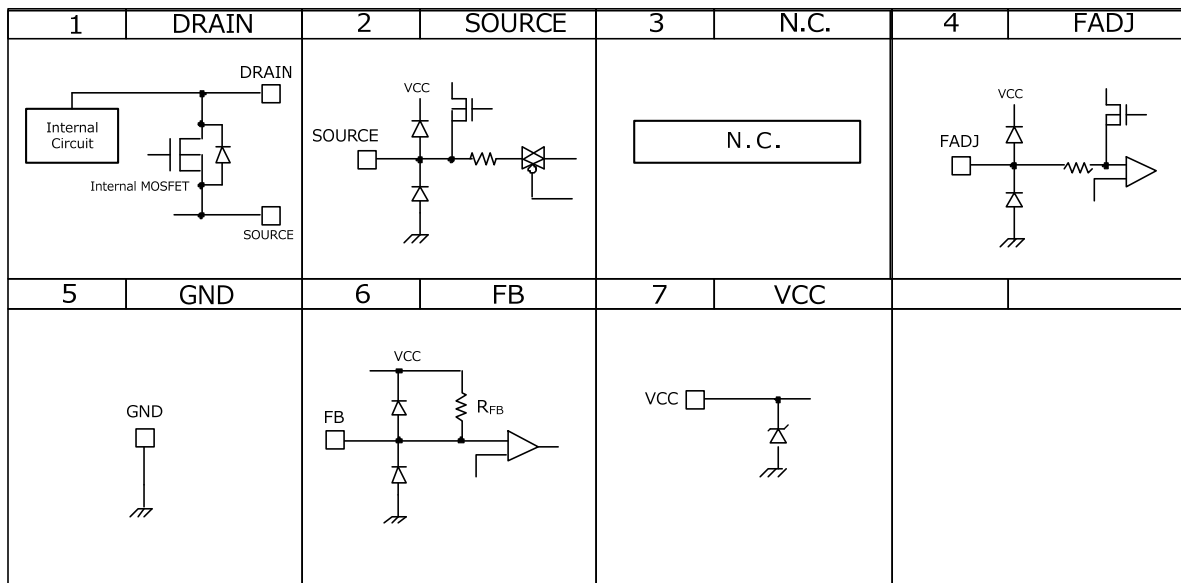 1 DRAIN 2 SOURCE 3 N.C. 4 FADJ
DRAIN
Internal
Circuit
Internal MOSFET
SOURCE
VCC
SOURCE
N.C.
VCC
FADJ
5 GND 6 FB 7 VCC
GND
VCC
FB
RFB
VCC